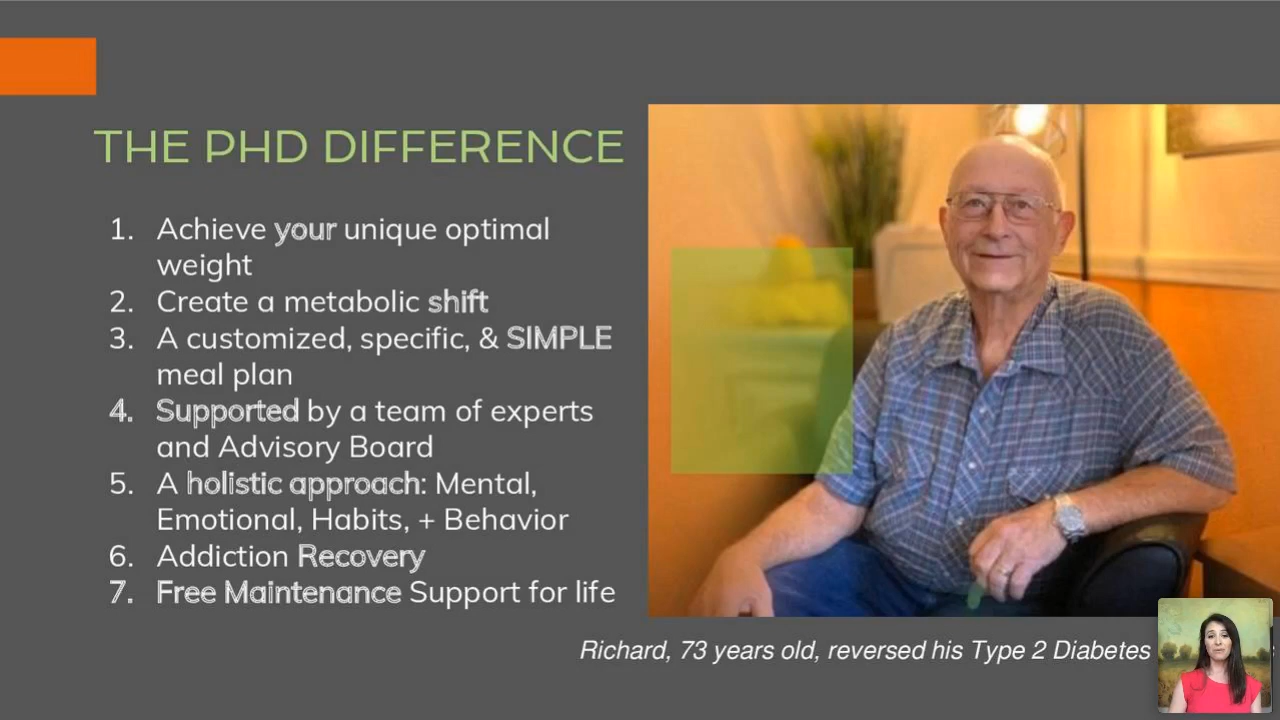 THE PHD DIFFERENCE
1. Achieve your unique optimal
weight
2. Create a metabolic shift
3. A customized, specific, & SIMPLE
meal plan
4. Supported by a team of experts
and Advisory Board
5. A holistic approach: Mental,
Emotional, Habits, + Behavior
6. Addiction Recovery
7. Free Maintenance Support for life
Richard, 73 years old, reversed his Type 2 Diabetes